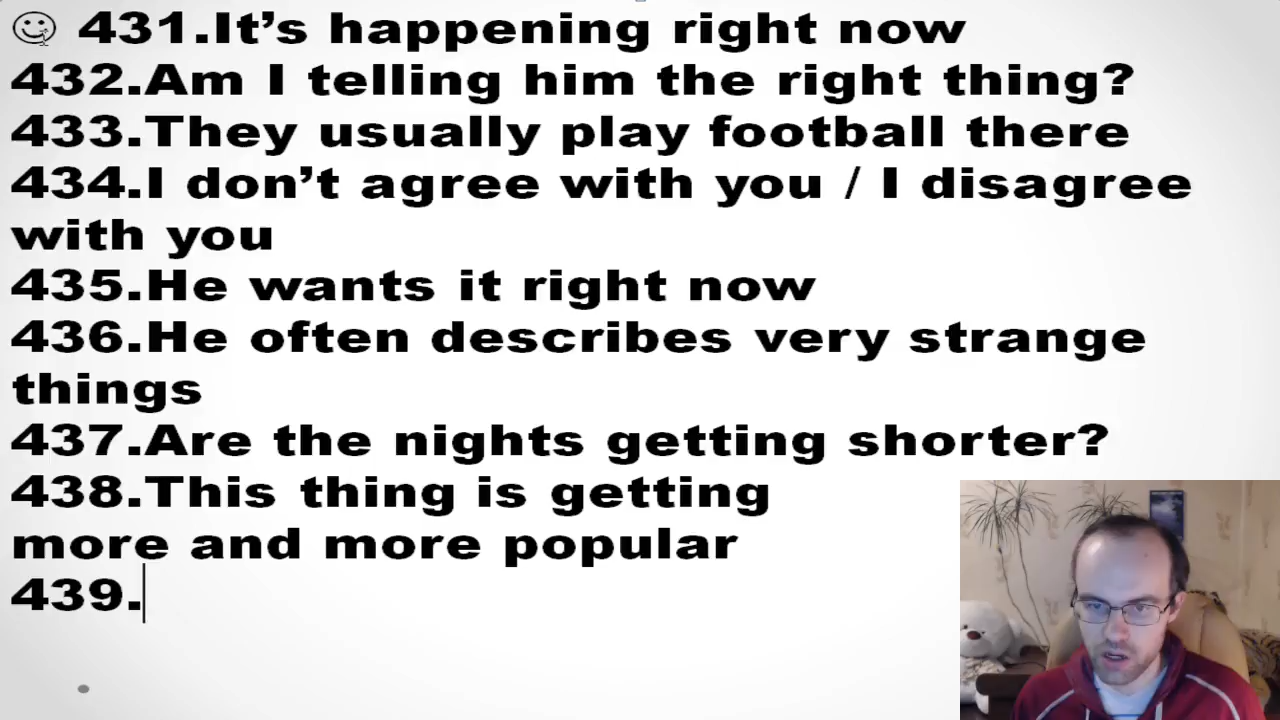 ☺ 431.It’s happening right now
432.Am I telling him the right thing?
433.They usually play football there
434.I don’t agree with you / I disagree
with you
435.He wants it right now
436.He often describes very strange
things
437.Are the nights getting shorter?
438.This thing is getting
more and more popular
439.